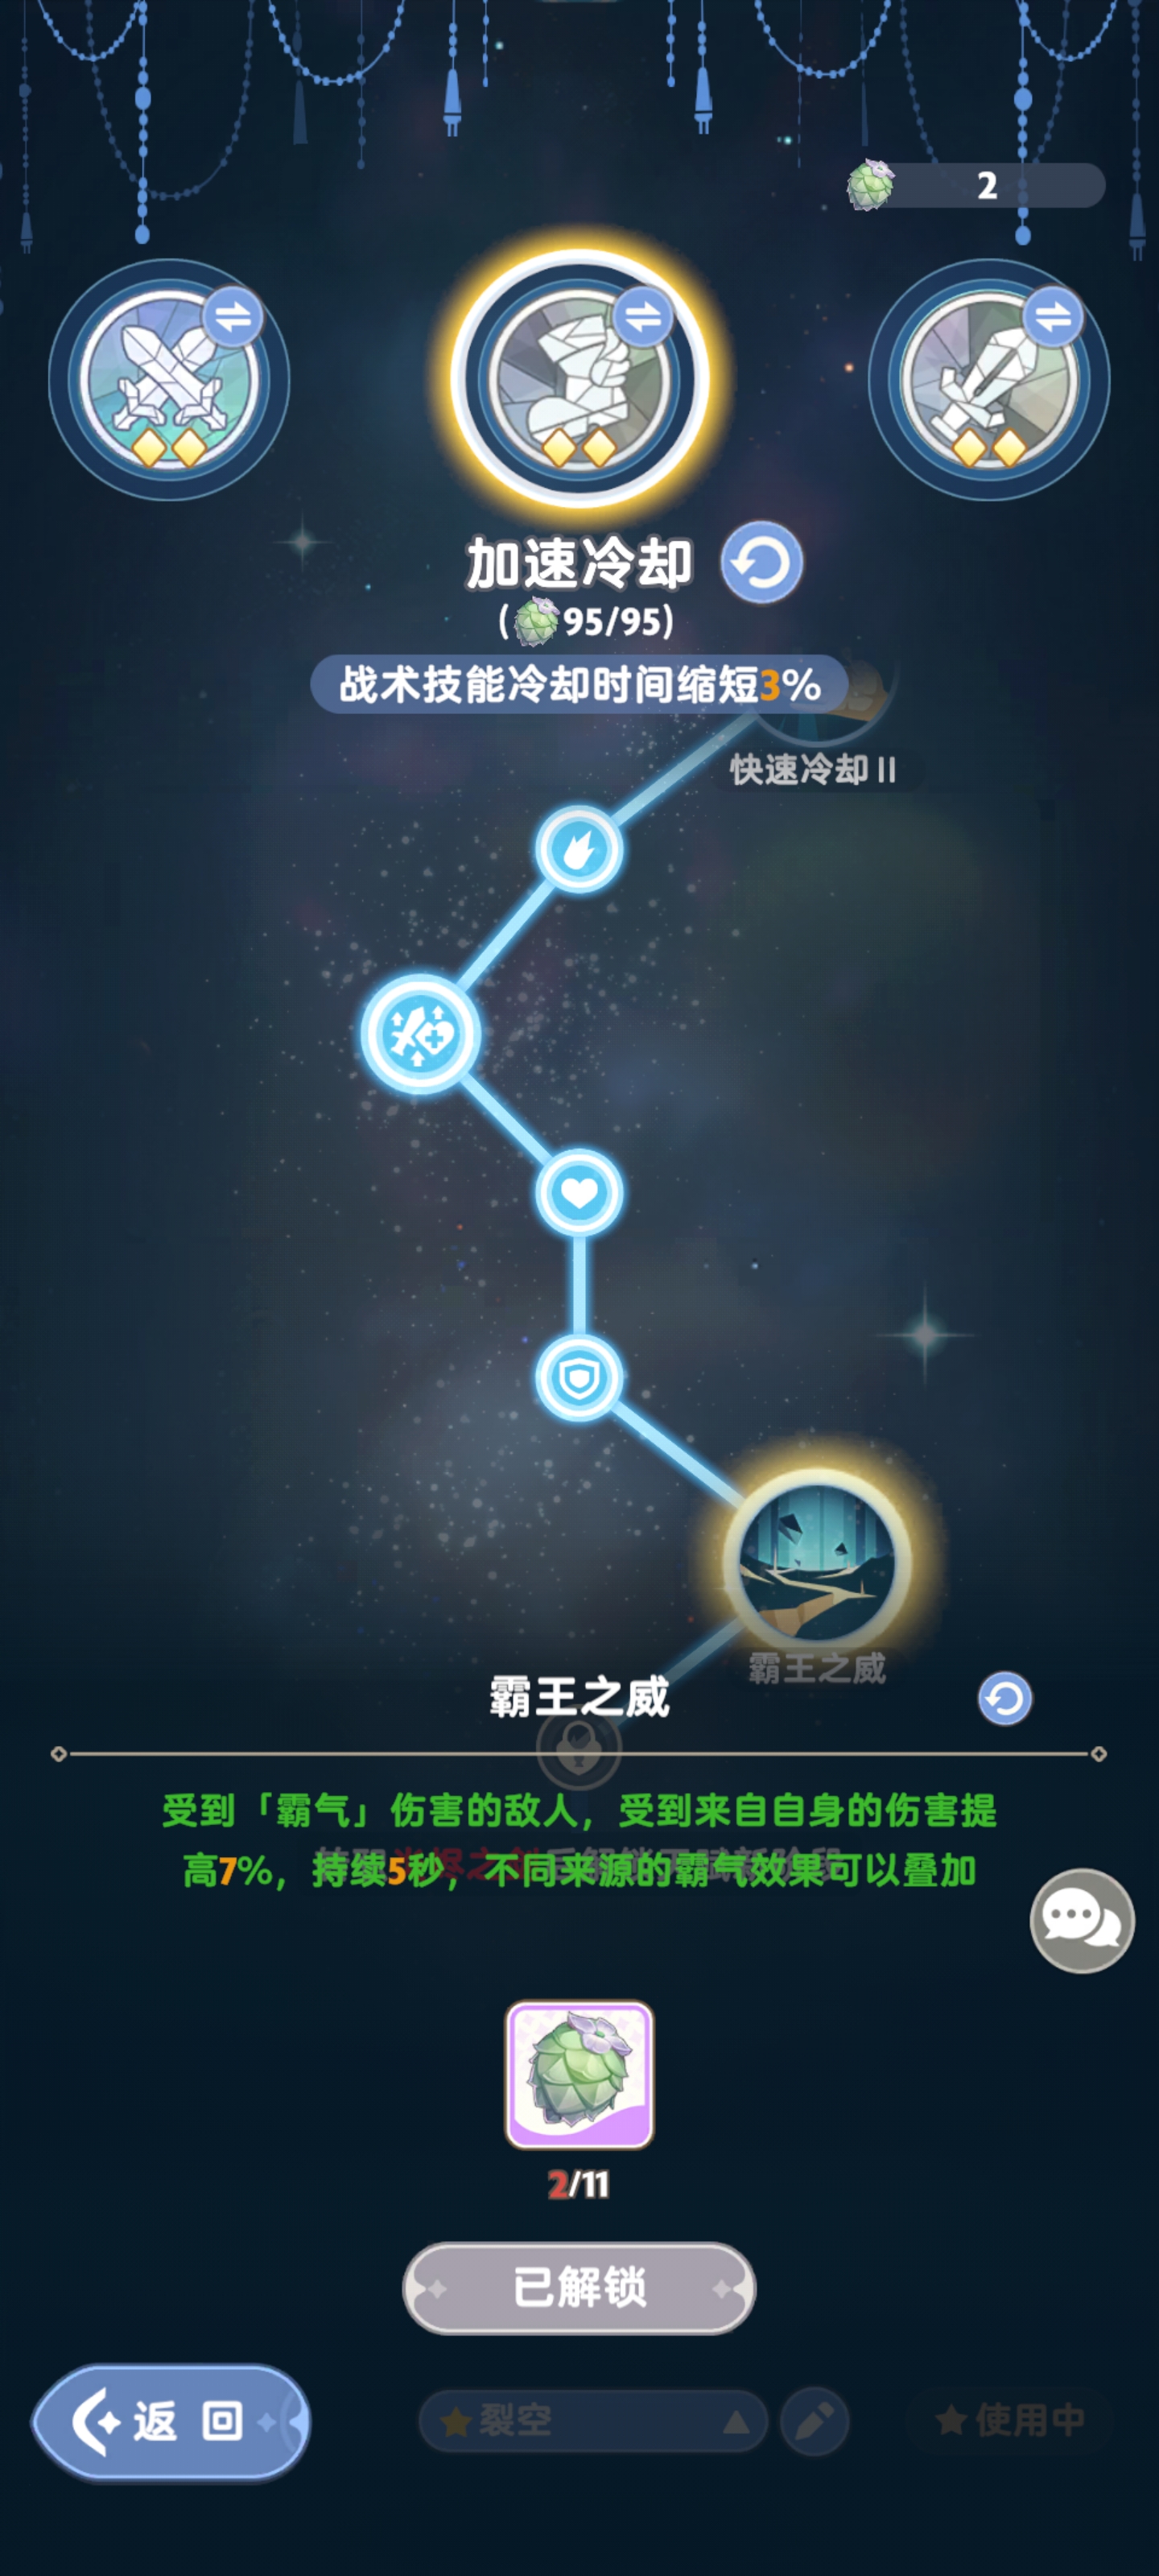 2
加速冷却
(95/95)
战术技能冷却时间缩短3%
快速冷却II
霸王之威
霸王之威
受到「霸气」伤害的敌人，受到来自自身的伤害提
高7%，持续5秒，不同来源的霸气效果可以叠加
2/11
已解锁
返回
裂空
使用中